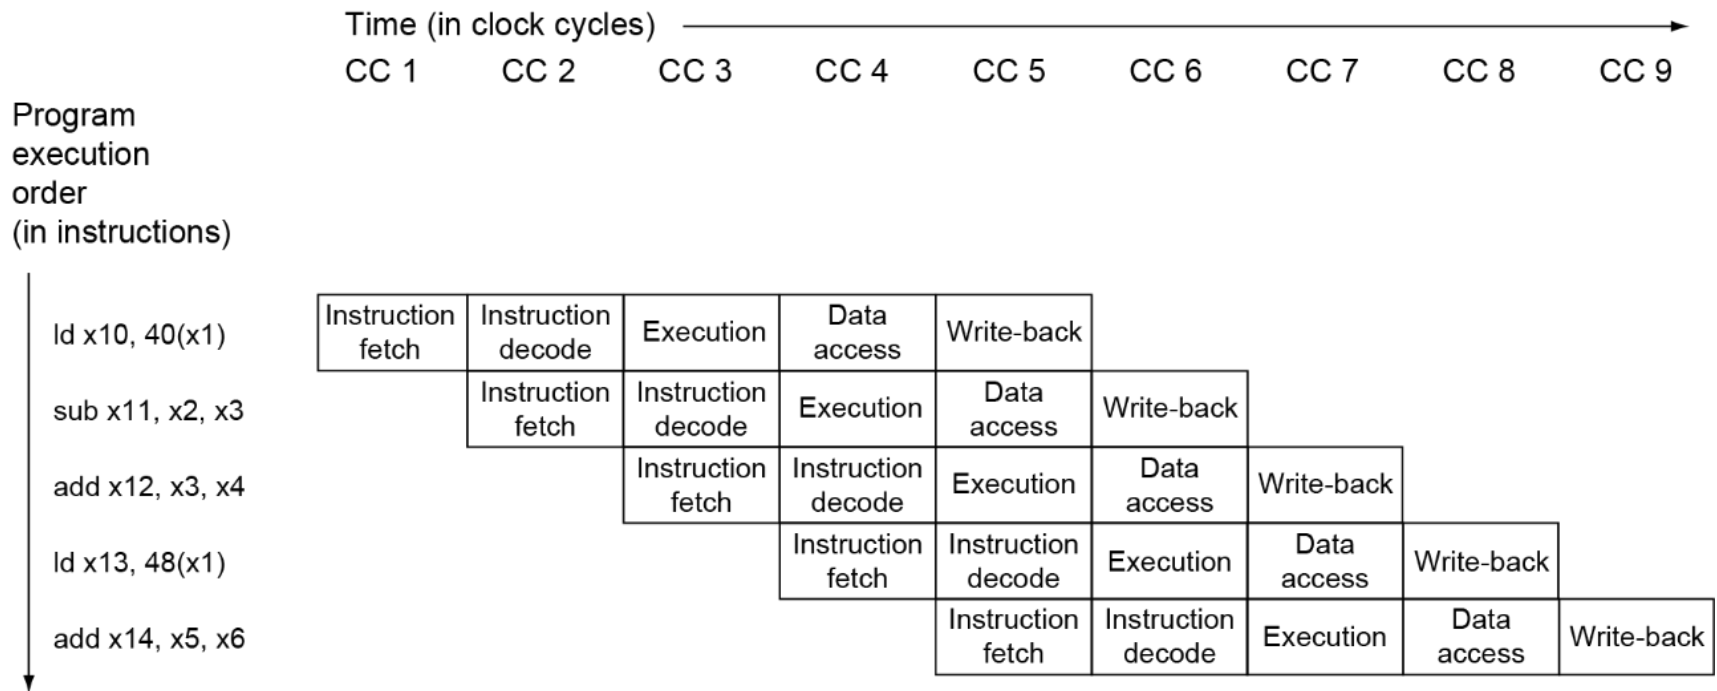 Time (in clock cycles)
CC 1 CC 2 CC 3 CC 4 CC 5 CC 6 CC 7 CC 8 CC 9
Program
execution
order
(in instructions)
ld x10, 40(x1)
Instruction
fetch
Instruction
decode
Execution
Data
access
Write-back
sub x11, x2, x3
Instruction
fetch
Instruction
decode
Execution
Data
access
Write-back
add x12, x3, x4
Instruction
fetch
Instruction
decode
Execution
Data
access
Write-back
ld x13, 48(x1)
Instruction
fetch
Instruction
decode
Execution
Data
access
Write-back
add x14, x5, x6
Instruction
fetch
Instruction
decode
Execution
Data
access
Write-back